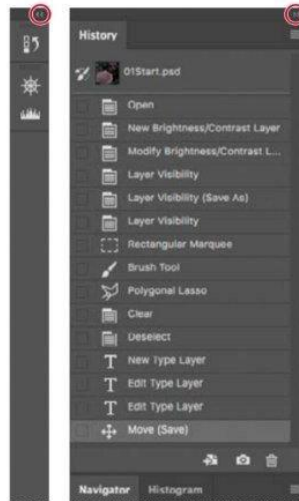 History
01Start.psd
Open
New Brightness/Contrast Layer
Modify Brightness/Contrast L...
Layer Visibility
Layer Visibility (Save As)
Layer Visibility
Rectangular Marquee
Brush Tool
Polygonal Lasso
Clear
Deselect
New Type Layer
Edit Type Layer
Edit Type Layer
Move (Save)
Navigator Histogram